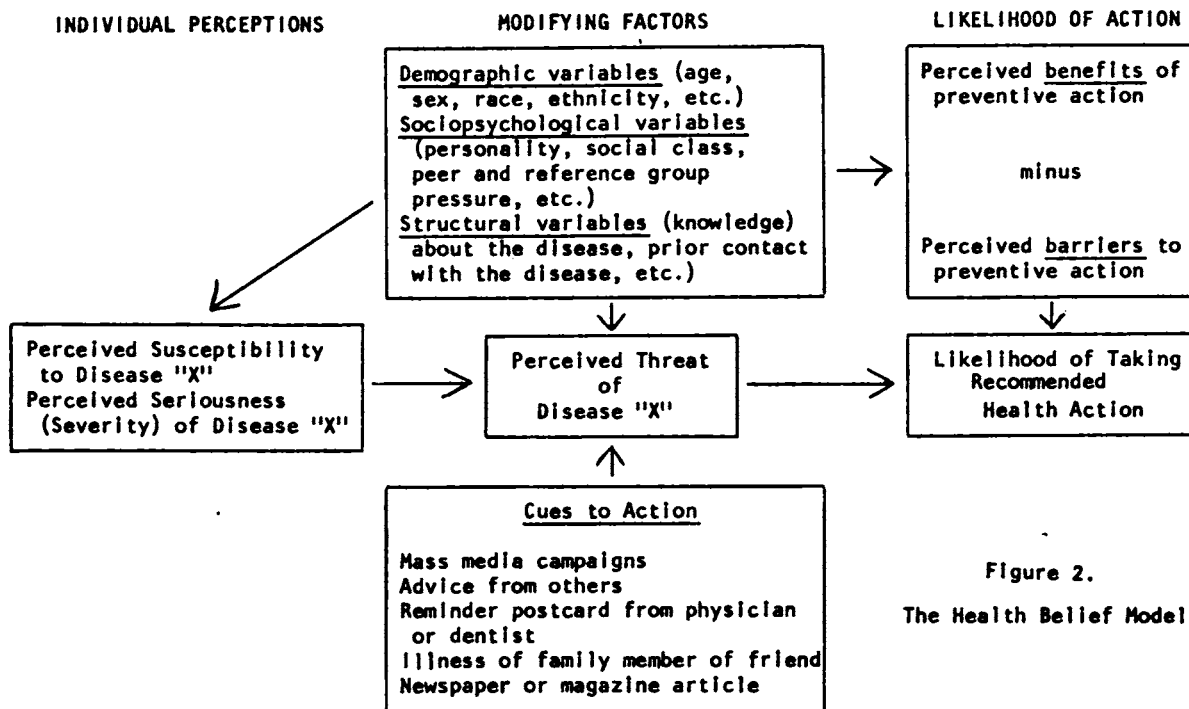 INDIVIDUAL PERCEPTIONS
MODIFYING FACTORS
LIKELIHOOD OF ACTION
Demographic variables (age,
sex, race, ethnicity, etc.)
Sociopsychological variables
(personality, social class,
peer and reference group
pressure, etc.)
Structural variables (knowledge)
about the disease, prior contact
with the disease, etc.)
Perceived benefits of
preventive action
minus
Perceived barriers to
preventive action
Perceived Susceptibility
to Disease "X"
Perceived Seriousness
(Severity) of Disease "X"
Perceived Threat
of
Disease "X"
Likelihood of Taking
Recommended
Health Action
Cues to Action
Mass media campaigns
Advice from others
Reminder postcard from physician
or dentist
Illness of family member of friend
Newspaper or magazine article
Figure 2.
The Health Belief Model